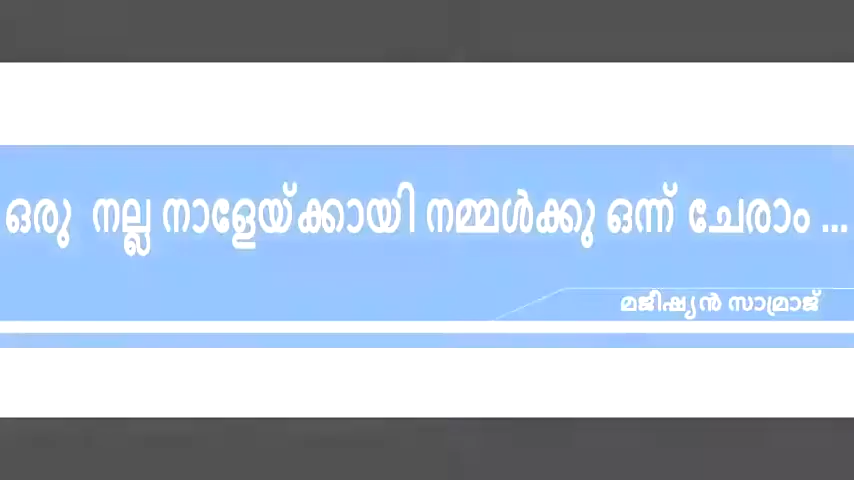 ഒരു നല്ല നാളേയ്ക്കായി നമ്മൾക്കു ഒന്ന് ചേരാം ...
മജീഷ്യൻ സാമ്രാജ്